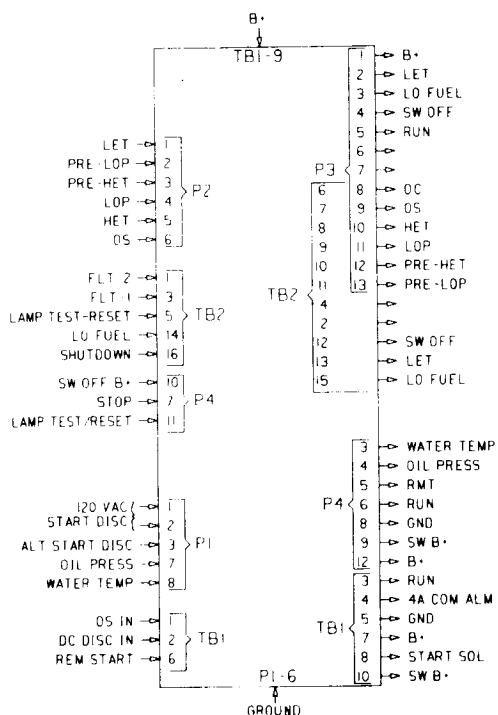 B+
TB1-9
1 B+
2 LET
3 LO FUEL
4 SW OFF
5 RUN
6
7
P3
6 8 OC
7 9 OS
8 10 HET
9 11 LOP
10 12 PRE-HET
11 13 PRE-LOP
4
2
12 SW OFF
13 LET
15 LO FUEL
TB2
LET 1
PRE-LOP 2
PRE-HET 3
LOP 4
HET 5
OS 6
P2
FLT 2 1
FLT 1 3
LAMP TEST-RESET 5
LO FUEL 14
SHUTDOWN 16
TB2
SW OFF B+ 10
STOP 7
LAMP TEST/RESET 11
P4
3 WATER TEMP
4 OIL PRESS
5 RMT
6 RUN
8 GND
9 SW B+
12 B+
P4
120 VAC 1
START DISC 2
ALT START DISC 3
OIL PRESS 7
WATER TEMP 8
P1
3 RUN
4 4A COM ALM
5 GND
7 B+
8 START SOL
10 SW B+
TB1
OS IN 1
DC DISC IN 2
REM START 6
TB1
P1-6
GROUND